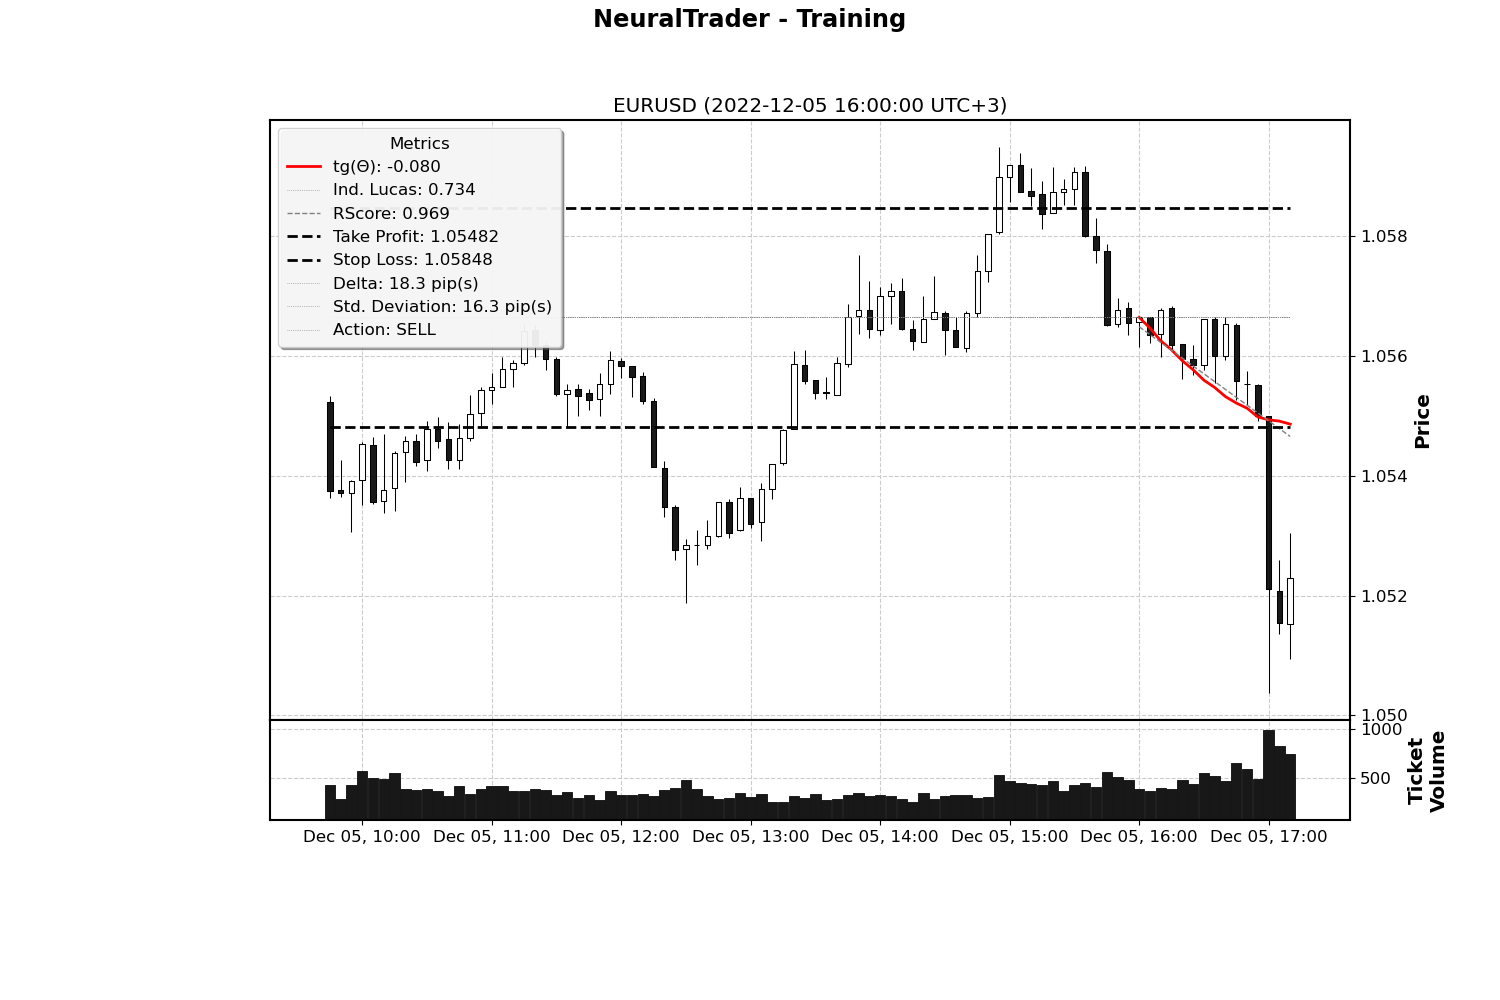 NeuralTrader - Training
EURUSD (2022-12-05 16:00:00 UTC+3)
Metrics
tg(Θ): -0.080
Ind. Lucas: 0.734
RScore: 0.969
Take Profit: 1.05482
Stop Loss: 1.05848
Delta: 18.3 pip(s)
Std. Deviation: 16.3 pip(s)
Action: SELL
1.058
1.056
1.054
1.052
1.050
Price
1000
500
Ticket
Volume
Dec 05, 10:00
Dec 05, 11:00
Dec 05, 12:00
Dec 05, 13:00
Dec 05, 14:00
Dec 05, 15:00
Dec 05, 16:00
Dec 05, 17:00